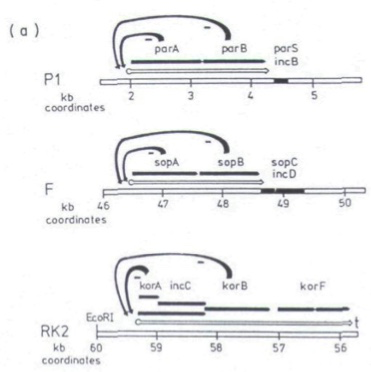 (a)
parA parB parS
incB
P1
kb 2 3 4 5
coordinates
sopA sopB sopC
incD
F
46 47 48 49 50
kb
coordinates
korA incC korB korF
EcoRI t
RK2
60 59 58 57 56
kb
coordinates